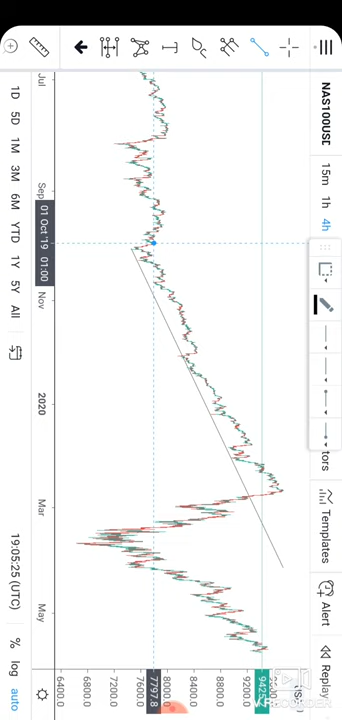 NAS100USD
15m 1h 4h
tors
Templates
Alert
Replay
9200.0
8800.0
8400.0
8000.0
7600.0
7200.0
6800.0
6400.0
9425
7797.8
Jul
Sep
01 Oct '19 01:00
Nov
2020
Mar
May
1D 5D 1M 3M 6M YTD 1Y 5Y All
19:05:25 (UTC) % log auto